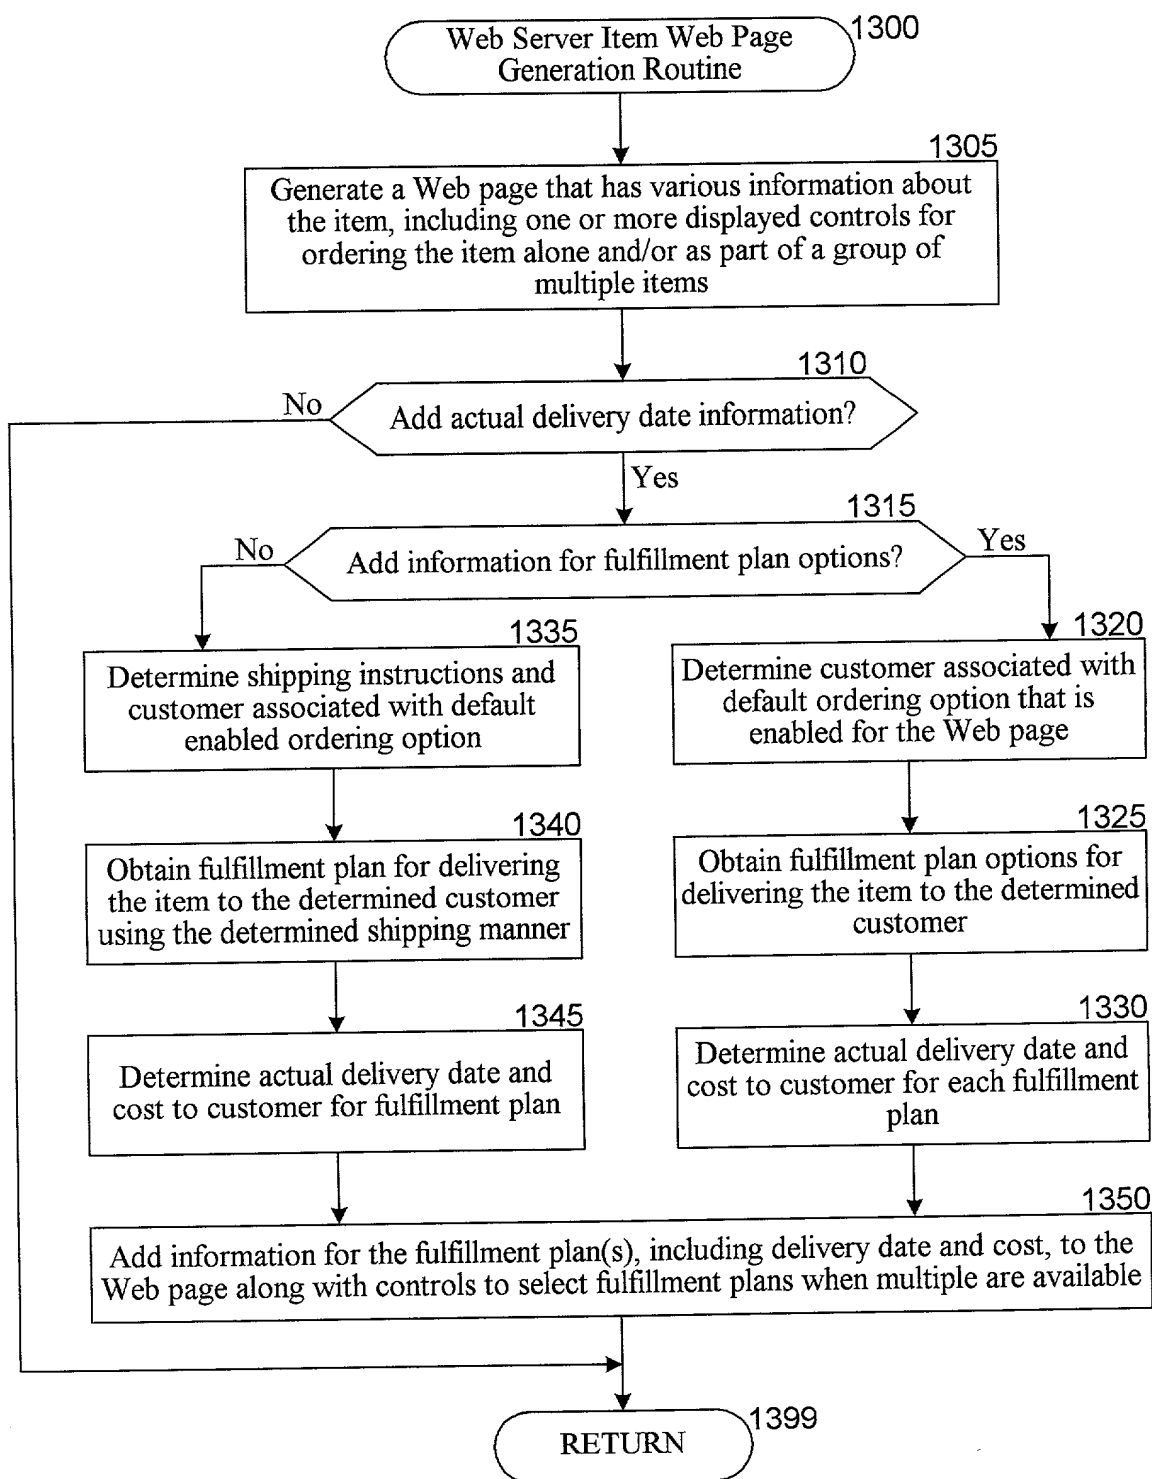 1300
Web Server Item Web Page
Generation Routine
1305
Generate a Web page that has various information about
the item, including one or more displayed controls for
ordering the item alone and/or as part of a group of
multiple items
1310
No
Add actual delivery date information?
Yes
1315
No
Add information for fulfillment plan options?
Yes
1335
Determine shipping instructions and
customer associated with default
enabled ordering option
1320
Determine customer associated with
default ordering option that is
enabled for the Web page
1340
Obtain fulfillment plan for delivering
the item to the determined customer
using the determined shipping manner
1325
Obtain fulfillment plan options for
delivering the item to the determined
customer
1345
Determine actual delivery date and
cost to customer for fulfillment plan
1330
Determine actual delivery date and
cost to customer for each fulfillment
plan
1350
Add information for the fulfillment plan(s), including delivery date and cost, to the
Web page along with controls to select fulfillment plans when multiple are available
1399
RETURN